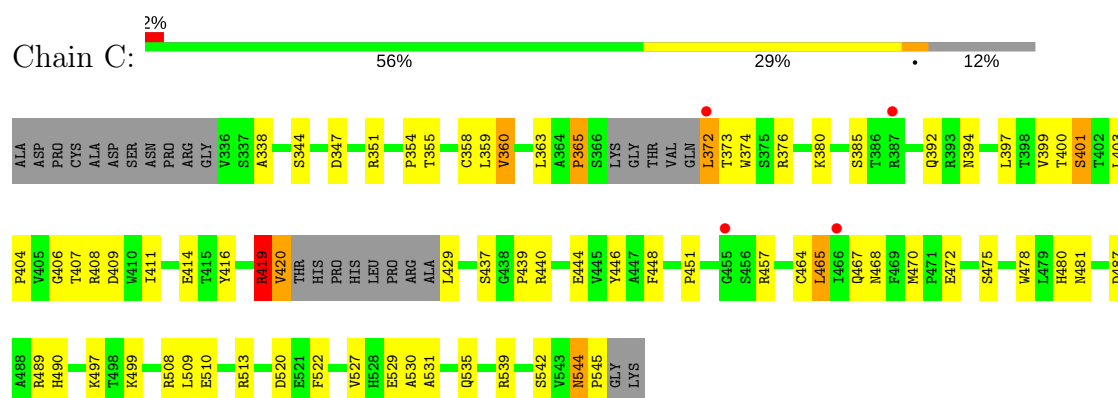 2%
Chain C:
56% 29% • 12%
ALA ASP PRO CYS ALA ASP SER ASN PRO ARG GLY V336 S337 A338 S344 D347 R351 P354 T355 C358 L359 V360 L363 A364 P365 S366 LYS GLY THR VAL GLN L372 T373 W374 S375 R376 K380 S385 T386 R387 Q392 R393 N394 L397 T398 V399 T400 S401 T402 L403
P404 V405 G406 T407 R408 D409 W410 I411 E414 T415 Y416 R419 V420 THR HIS PRO HIS LEU PRO ARG ALA L429 S437 G438 P439 R440 E444 V445 Y446 A447 F448 P451 G455 S456 R457 C464 L465 I466 Q467 N468 F469 M470 P471 E472 S475 W478 L479 H480 N481
A488 R489 H490 K497 T498 K499 R508 L509 E510 R513 D520 E521 F522 V527 H528 E529 A530 A531 Q535 R539 S542 V543 N544 P545 GLY LYS